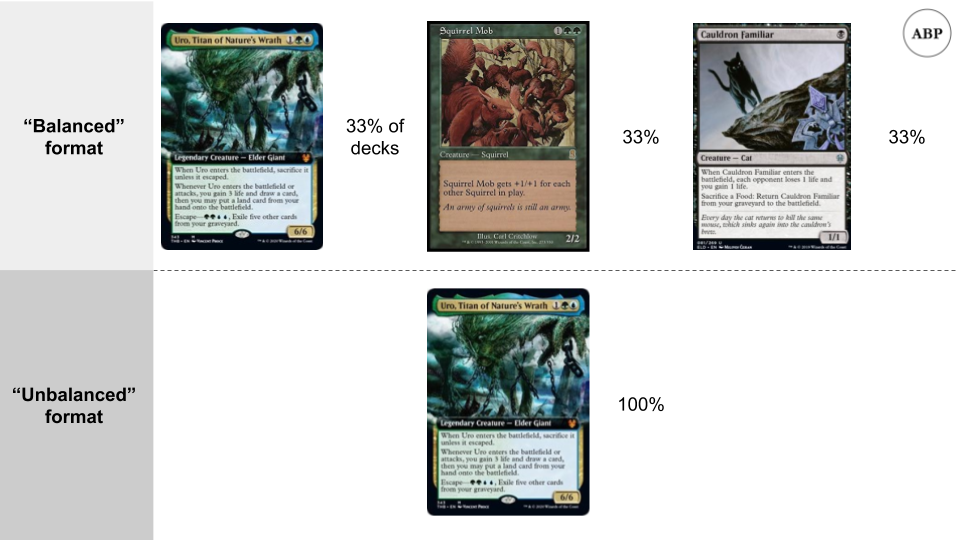 ABP
“Balanced”
format
Uro, Titan of Nature's Wrath 1
Legendary Creature — Elder Giant
When Uro enters the battlefield, sacrifice it
unless it escaped.
Whenever Uro enters the battlefield or
attacks, you gain 3 life and draw a card,
then you may put a land card from your
hand onto the battlefield.
Escape—, Exile five other cards
from your graveyard.
6/6
33% of
decks
Squirrel Mob 1
Creature — Squirrel
Squirrel Mob gets +1/+1 for each
other Squirrel in play.
An army of squirrels is still an army.
Illus. Carl Critchlow
2/2
33%
Cauldron Familiar
Creature — Cat
When Cauldron Familiar enters the
battlefield, each opponent loses 1 life and
you gain 1 life.
Sacrifice a Food: Return Cauldron Familiar
from your graveyard to the battlefield.
Every day the cat returns to kill the same
mouse, which sinks again into the cauldron's
brew.
1/1
33%
“Unbalanced”
format
Uro, Titan of Nature's Wrath 1
Legendary Creature — Elder Giant
When Uro enters the battlefield, sacrifice it
unless it escaped.
Whenever Uro enters the battlefield or
attacks, you gain 3 life and draw a card,
then you may put a land card from your
hand onto the battlefield.
Escape—, Exile five other cards
from your graveyard.
6/6
100%